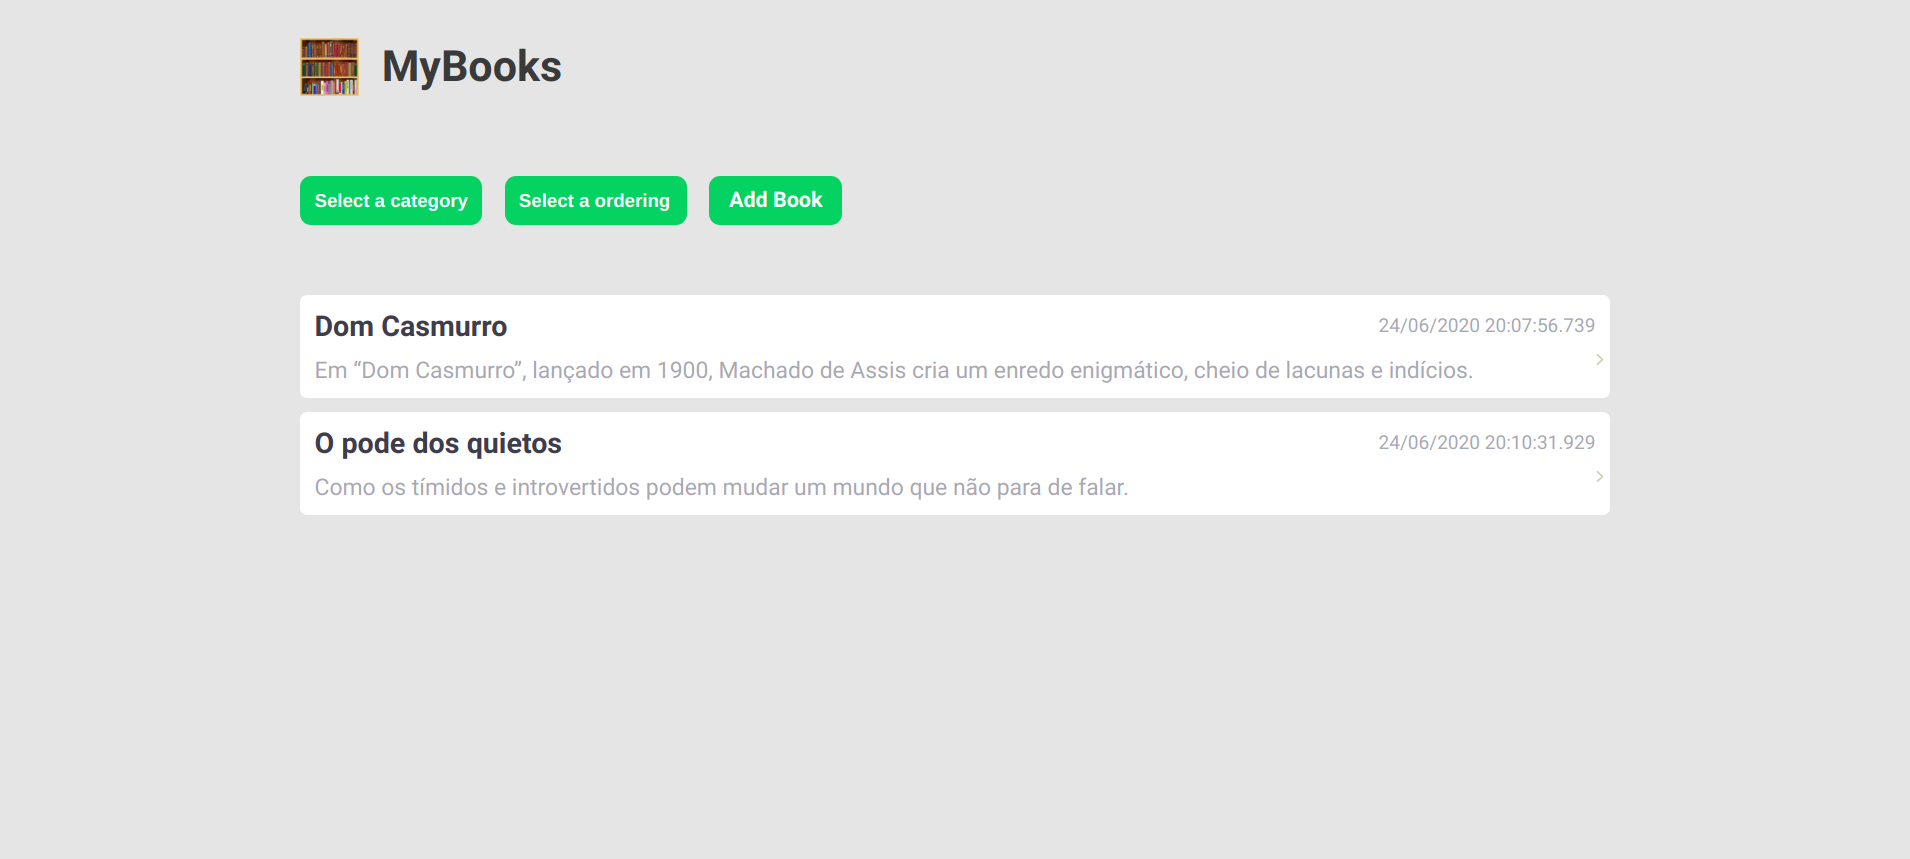 MyBooks
Select a category
Select a ordering
Add Book
Dom Casmurro
24/06/2020 20:07:56.739
Em “Dom Casmurro”, lançado em 1900, Machado de Assis cria um enredo enigmático, cheio de lacunas e indícios.
O pode dos quietos
24/06/2020 20:10:31.929
Como os tímidos e introvertidos podem mudar um mundo que não para de falar.